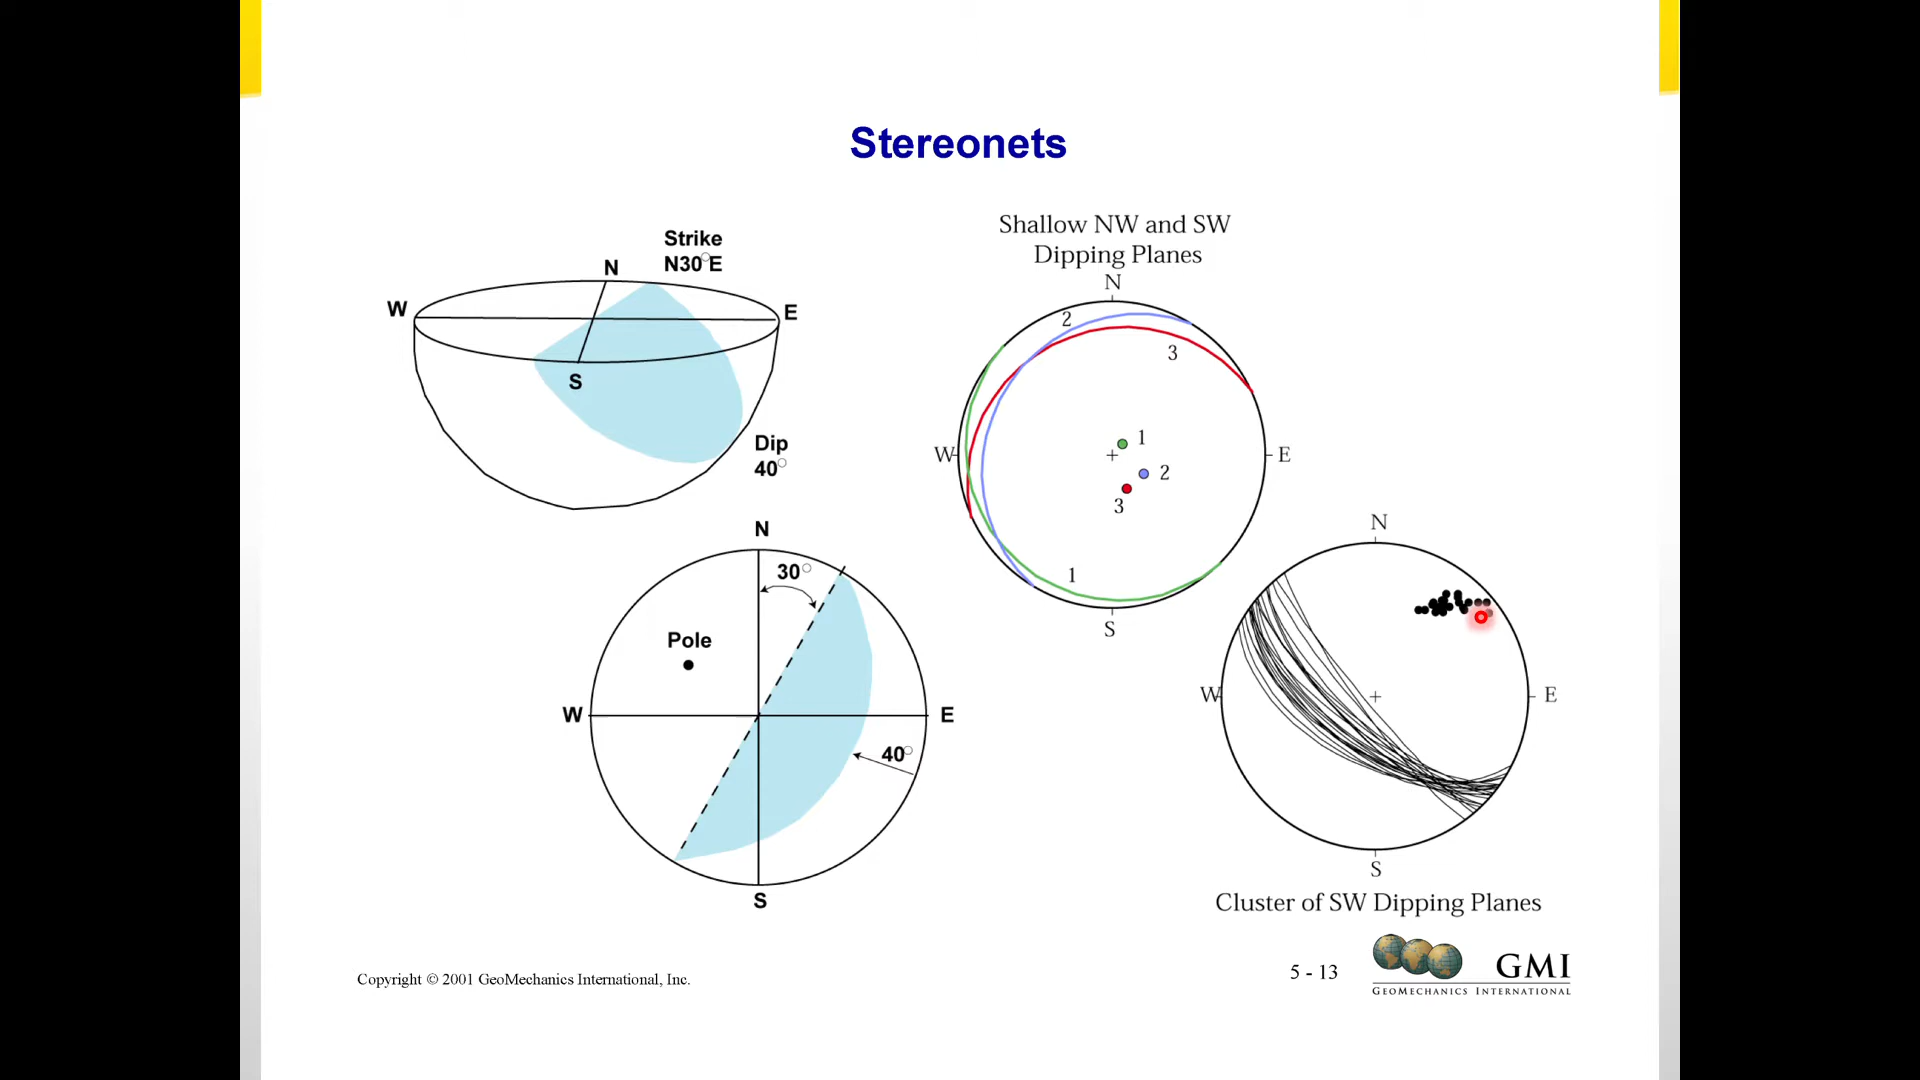 Stereonets
Strike
N30°E
N
W
E
S
Dip
40°
N
30°
Pole
W
E
40°
S
Shallow NW and SW
Dipping Planes
N
2
3
1
W
E
2
3
1
S
N
W
E
S
Cluster of SW Dipping Planes
5 - 13
GMI
GEOMECHANICS INTERNATIONAL
Copyright © 2001 GeoMechanics International, Inc.